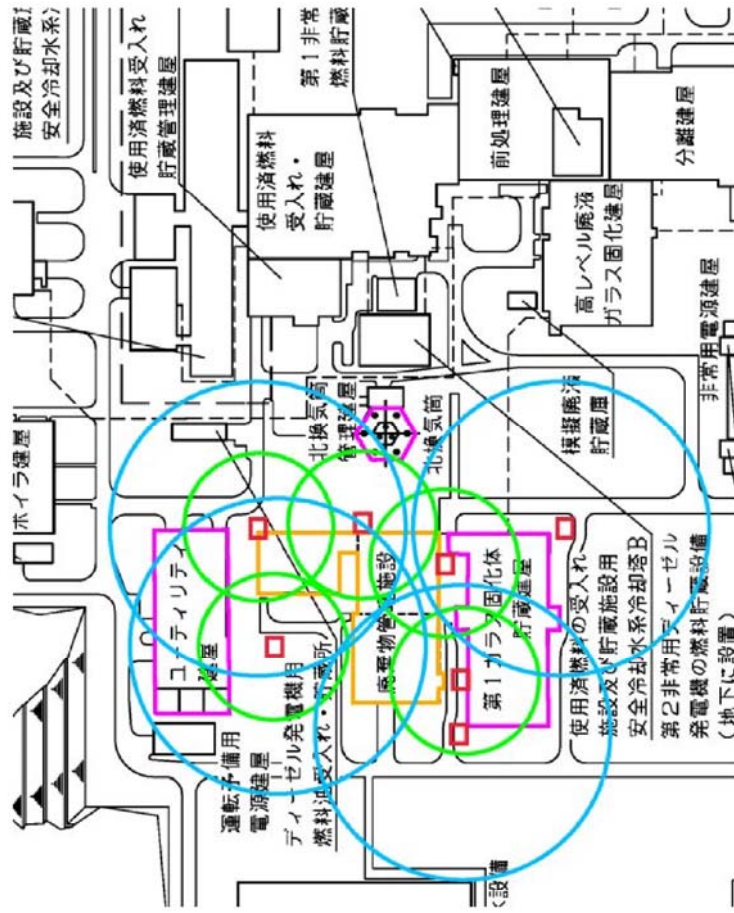 施設及び貯蔵
安全冷却水系
使用済燃料受入れ
貯蔵管理建屋
第１非常
燃料貯蔵
使用済燃料
受入れ・
貯蔵建屋
前処理建屋
分離建屋
高レベル廃液
ガラス固化建屋
ボイラ建屋
北換気筒
管理建屋
北換気筒
模擬廃液
貯蔵庫
非常用電源建屋
ユーティリティ
建屋
廃棄物管理施設
第１ガラス固化体
貯蔵建屋
運転予備用
電源建屋
ディーゼル発電機用
燃料油受入れ・貯蔵所
使用済燃料の受入れ
施設及び貯蔵施設用
安全冷却水系冷却塔Ｂ
第２非常用ディーゼル
発電機の燃料貯蔵設備
（地下に設置）
設備